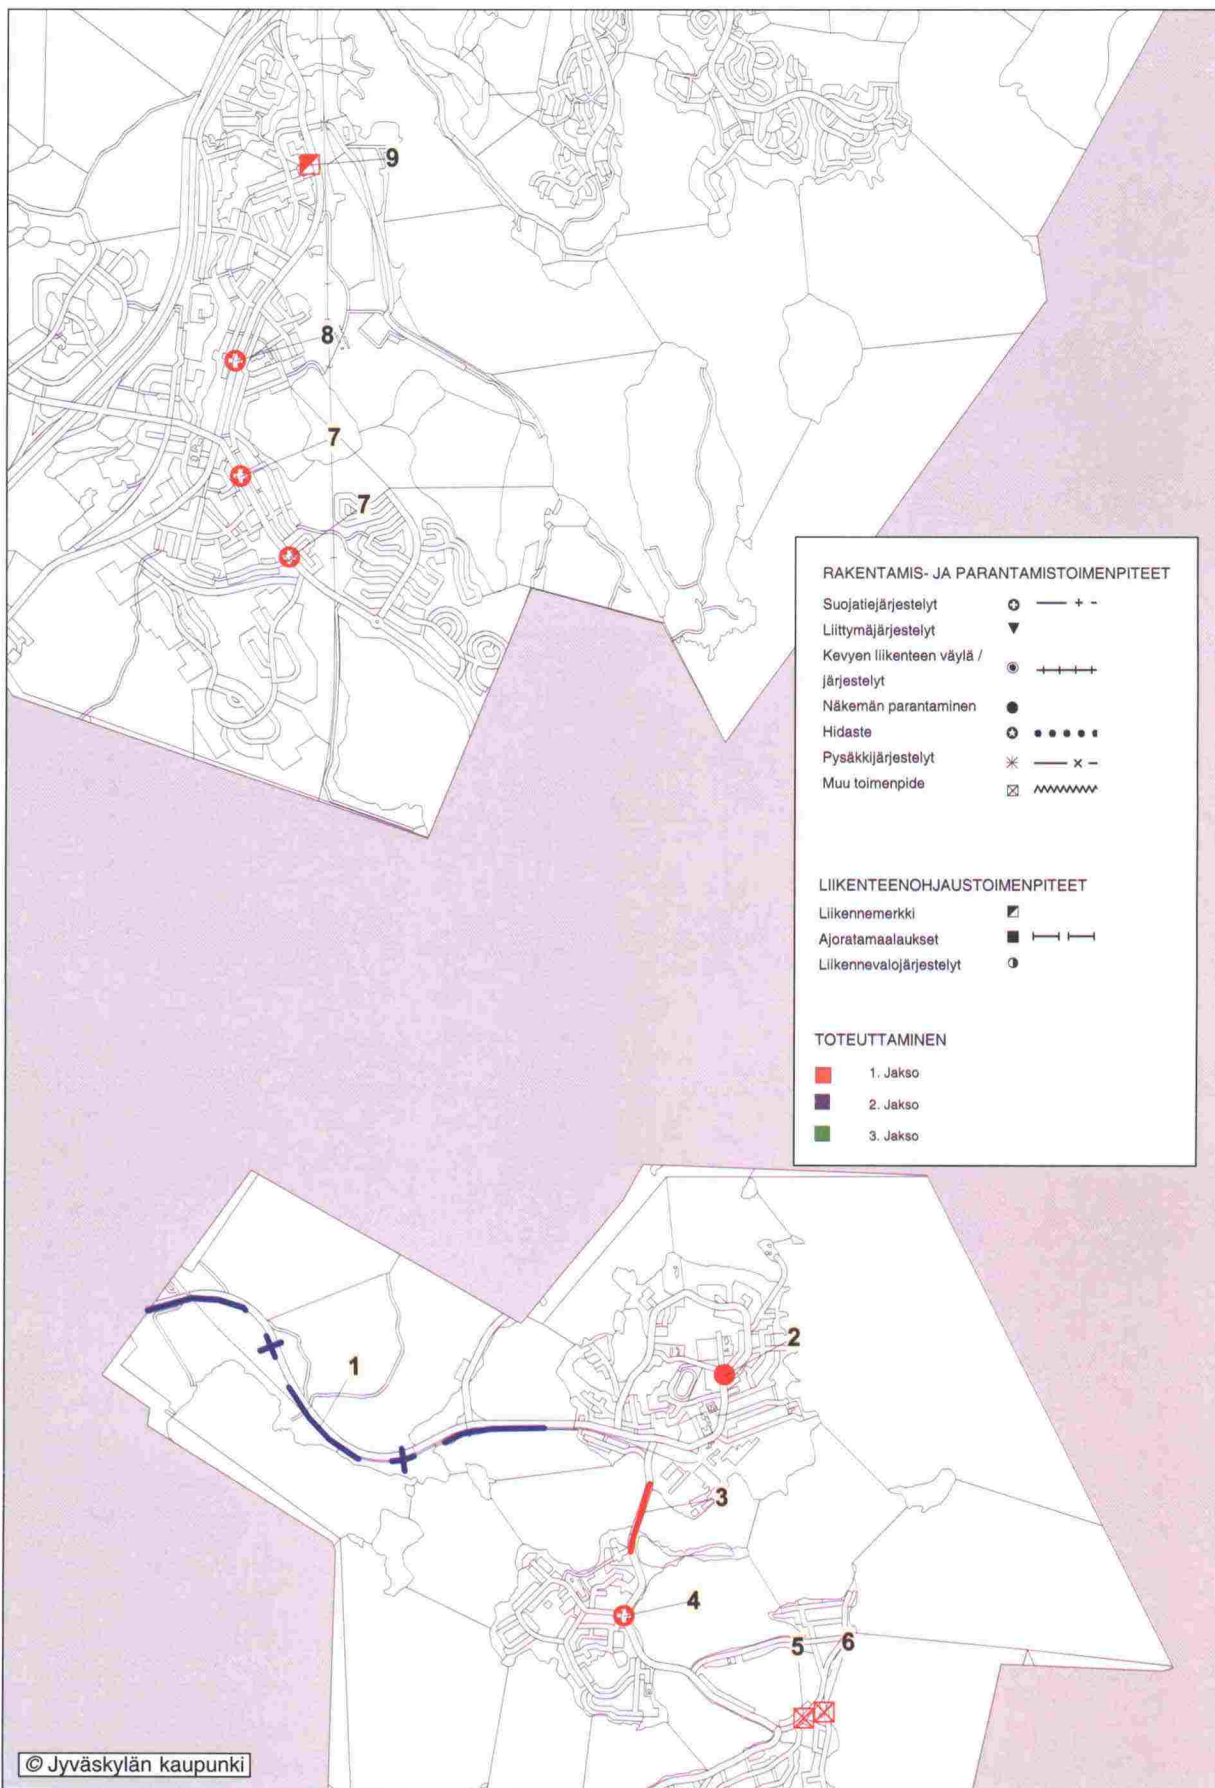 9
8
7
7
RAKENTAMIS- JA PARANTAMISTOIMENPITEET
Suojatiejärjestelyt
Liittymäjärjestelyt
Kevyen liikenteen väylä /
järjestelyt
Näkemän parantaminen
Hidaste
Pysäkkijärjestelyt
Muu toimenpide
LIIKENTEENOHJAUSTOIMENPITEET
Liikennemerkki
Ajoratamaalaukset
Liikennevalojärjestelyt
TOTEUTTAMINEN
1. Jakso
2. Jakso
3. Jakso
2
1
3
4
5 6
© Jyväskylän kaupunki